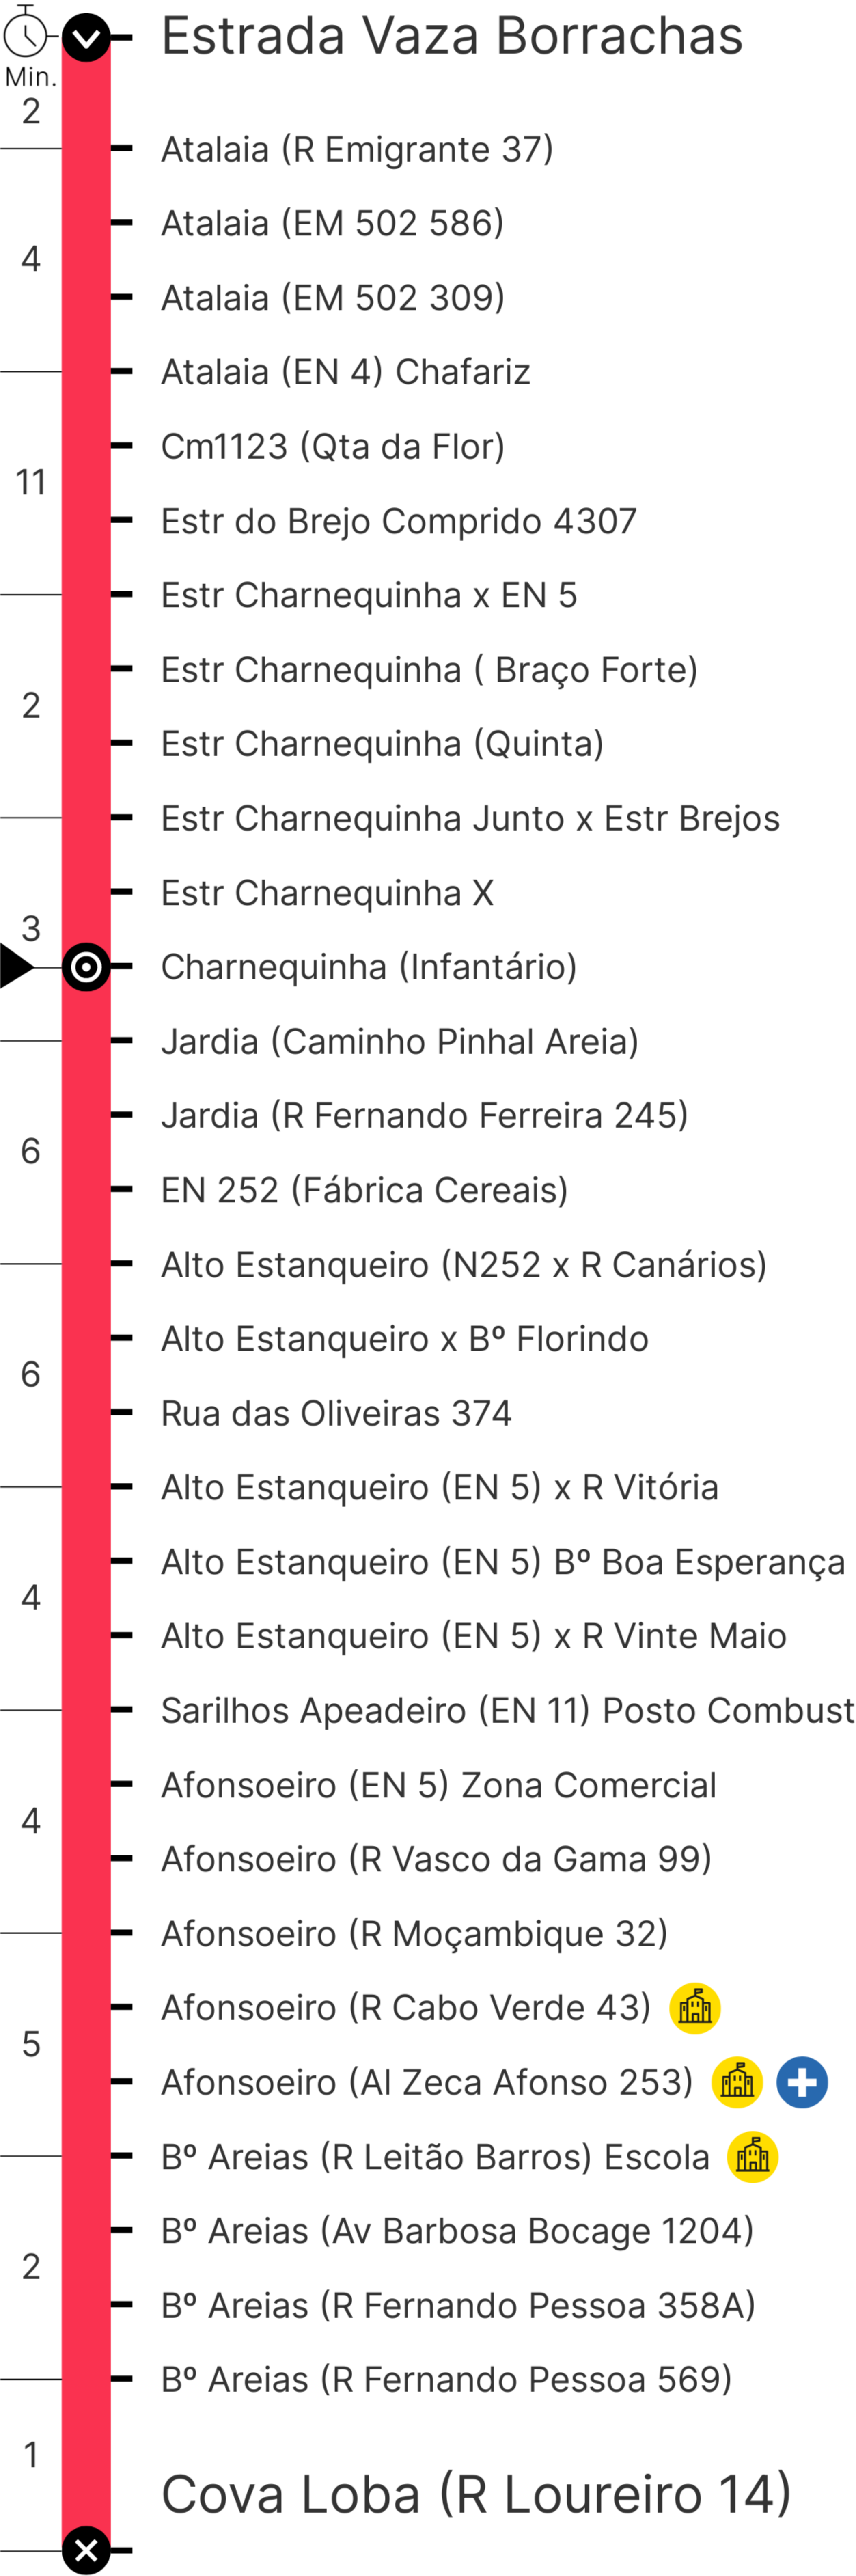 Estrada Vaza Borrachas
Min.
2
Atalaia (R Emigrante 37)
Atalaia (EM 502 586)
4
Atalaia (EM 502 309)
Atalaia (EN 4) Chafariz
Cm1123 (Qta da Flor)
11
Estr do Brejo Comprido 4307
Estr Charnequinha x EN 5
Estr Charnequinha ( Braço Forte)
2
Estr Charnequinha (Quinta)
Estr Charnequinha Junto x Estr Brejos
Estr Charnequinha X
3
Charnequinha (Infantário)
Jardia (Caminho Pinhal Areia)
Jardia (R Fernando Ferreira 245)
6
EN 252 (Fábrica Cereais)
Alto Estanqueiro (N252 x R Canários)
Alto Estanqueiro x Bº Florindo
6
Rua das Oliveiras 374
Alto Estanqueiro (EN 5) x R Vitória
Alto Estanqueiro (EN 5) Bº Boa Esperança
4
Alto Estanqueiro (EN 5) x R Vinte Maio
Sarilhos Apeadeiro (EN 11) Posto Combust
Afonsoeiro (EN 5) Zona Comercial
4
Afonsoeiro (R Vasco da Gama 99)
Afonsoeiro (R Moçambique 32)
Afonsoeiro (R Cabo Verde 43)
5
Afonsoeiro (Al Zeca Afonso 253)
Bº Areias (R Leitão Barros) Escola
Bº Areias (Av Barbosa Bocage 1204)
2
Bº Areias (R Fernando Pessoa 358A)
Bº Areias (R Fernando Pessoa 569)
1
Cova Loba (R Loureiro 14)